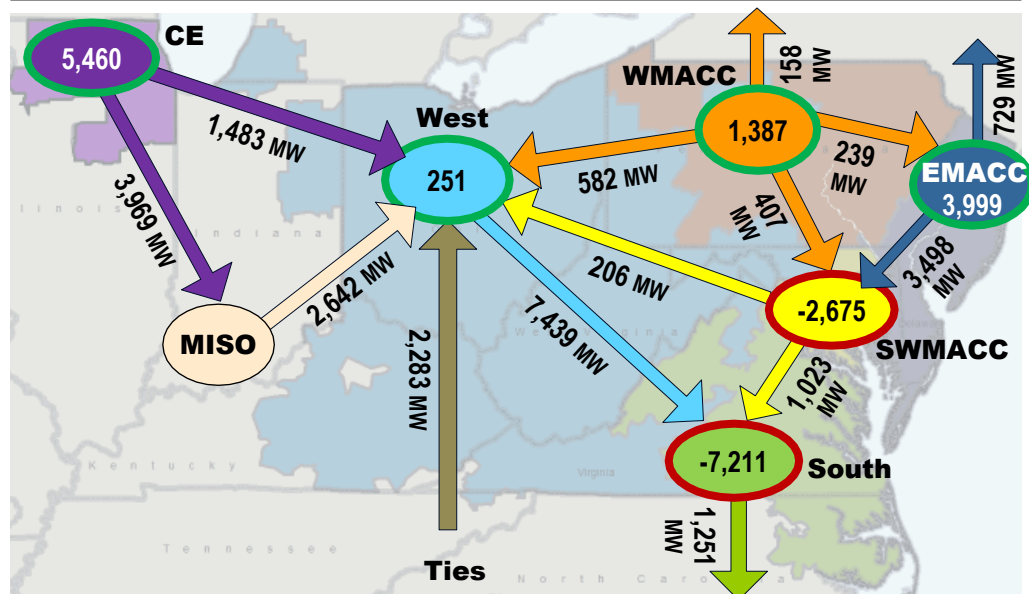 CE
5,460
1,483 MW
3,969 MW
West
251
WMACC
1,387
158
MW
729 MW
582 MW
239
MW
407
MW
EMACC
3,999
3,498
MW
206 MW
-2,675
SWMACC
2,642 MW
MISO
7,439 MW
2,283 MW
1,023
MW
-7,211
South
1,251
MW
Ties
Illinois
Indiana
West Virginia
Kentucky
Virginia
Tennessee
North Carolina